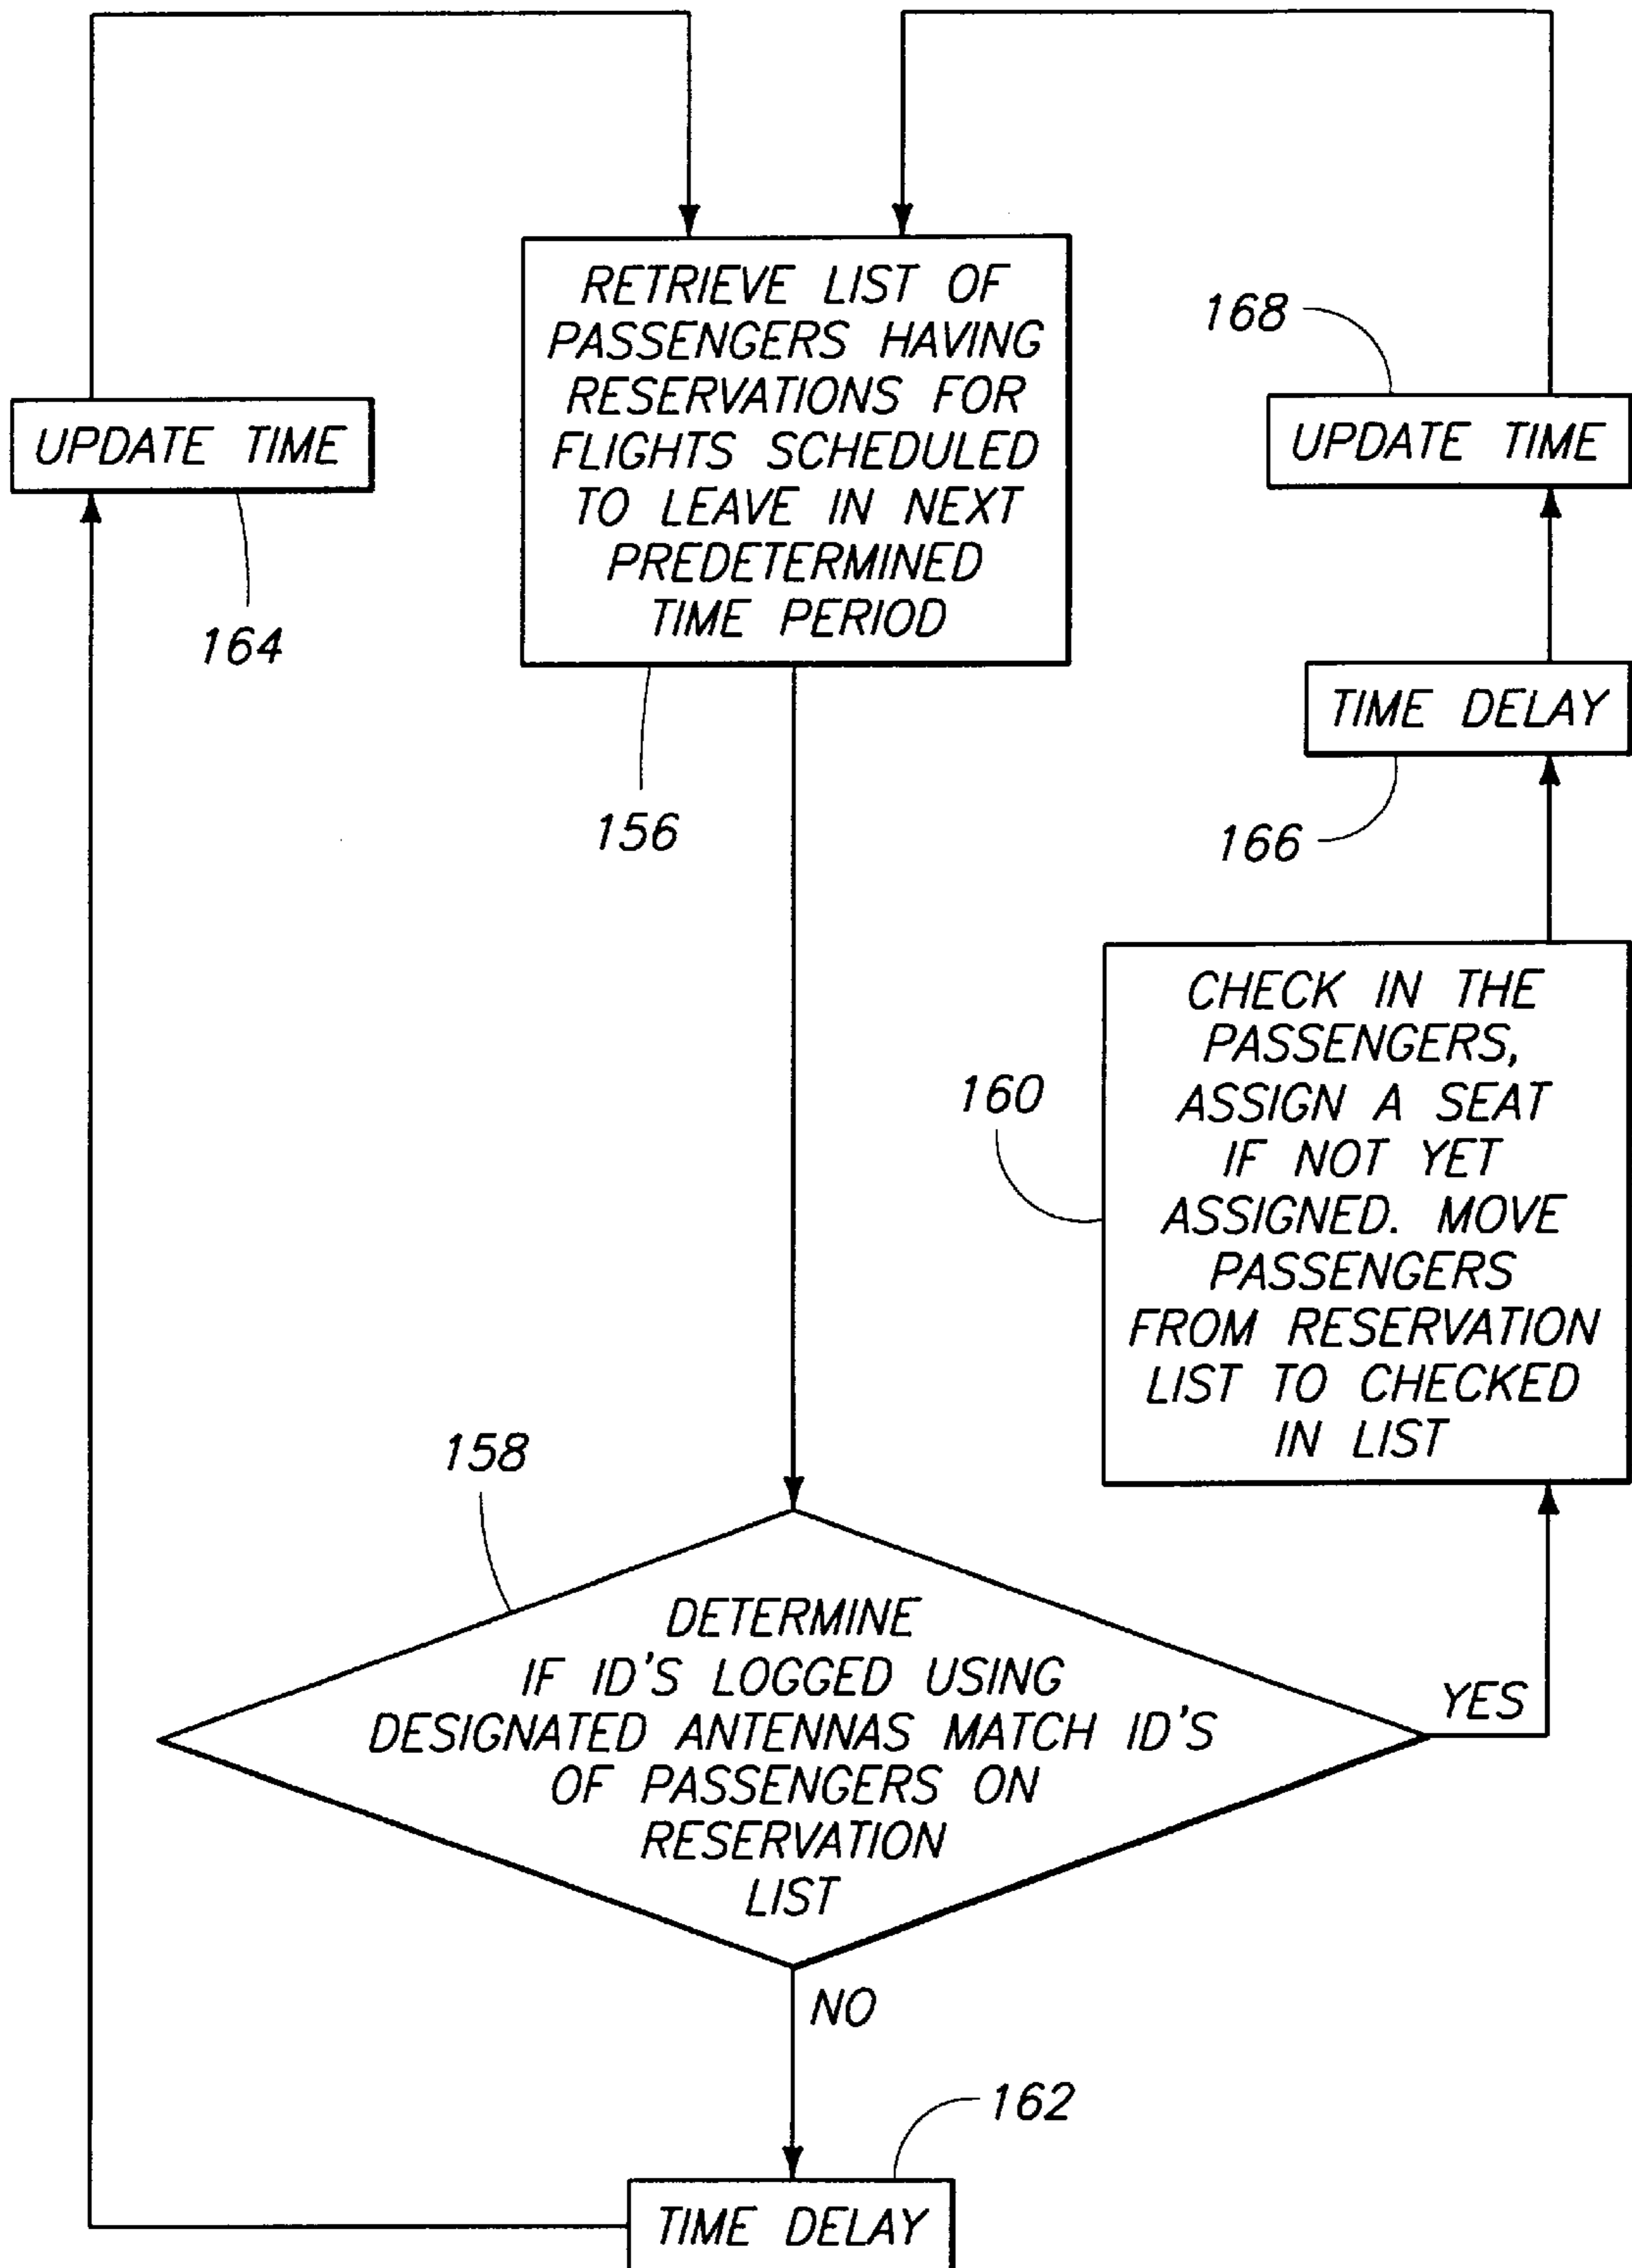 RETRIEVE LIST OF
PASSENGERS HAVING
RESERVATIONS FOR
FLIGHTS SCHEDULED
TO LEAVE IN NEXT
PREDETERMINED
TIME PERIOD
156
UPDATE TIME
164
168
UPDATE TIME
TIME DELAY
166
160
CHECK IN THE
PASSENGERS,
ASSIGN A SEAT
IF NOT YET
ASSIGNED. MOVE
PASSENGERS
FROM RESERVATION
LIST TO CHECKED
IN LIST
158
DETERMINE
IF ID'S LOGGED USING
DESIGNATED ANTENNAS MATCH ID'S
OF PASSENGERS ON
RESERVATION
LIST
YES
NO
162
TIME DELAY